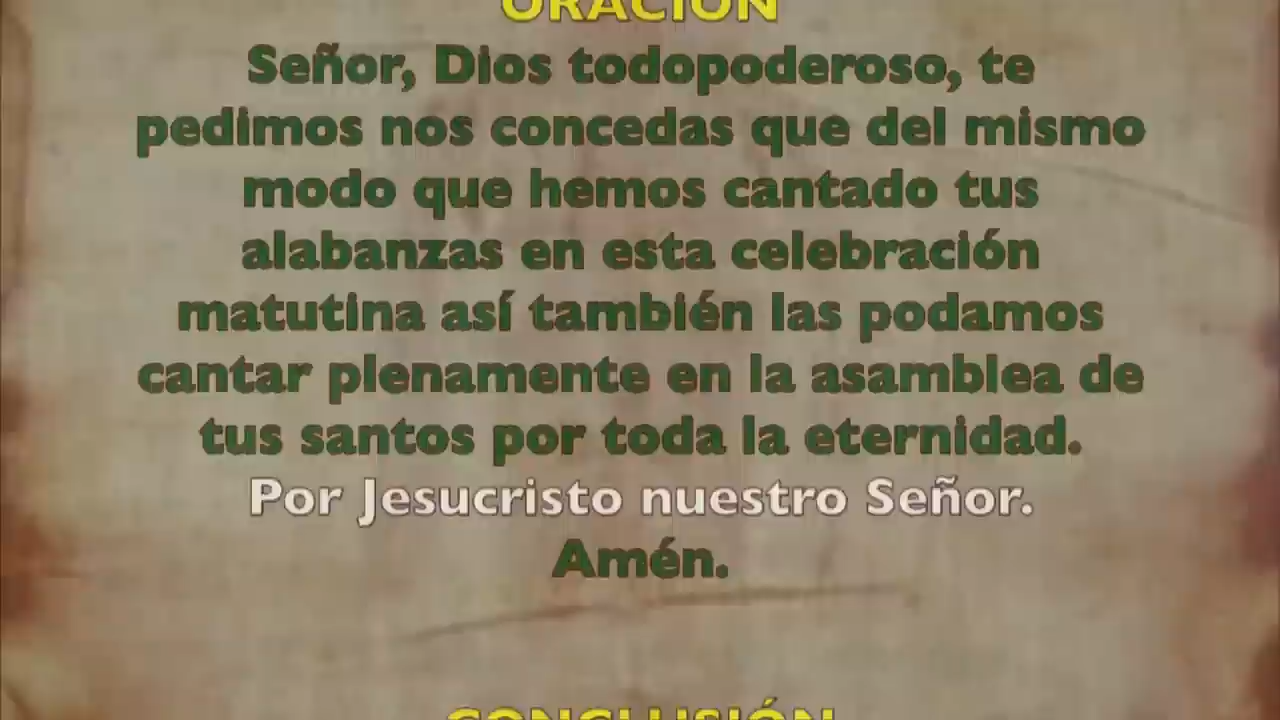 ORACIÓN
Señor, Dios todopoderoso, te
pedimos nos concedas que del mismo
modo que hemos cantado tus
alabanzas en esta celebración
matutina así también las podamos
cantar plenamente en la asamblea de
tus santos por toda la eternidad.
Por Jesucristo nuestro Señor.
Amén.
CONCLUSIÓN